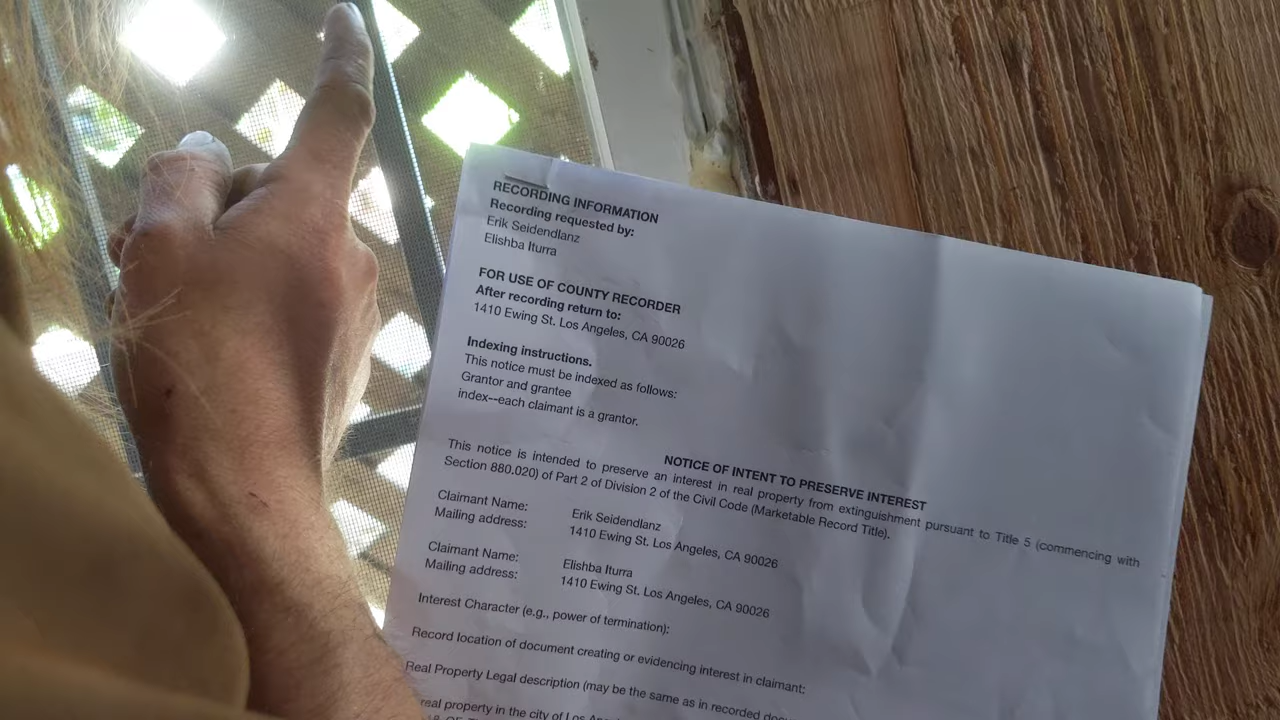 RECORDING INFORMATION
Recording requested by:
Erik Seidendlanz
Elishba Iturra
FOR USE OF COUNTY RECORDER
After recording return to:
1410 Ewing St. Los Angeles, CA 90026
Indexing instructions.
This notice must be indexed as follows:
Grantor and grantee
index--each claimant is a grantor.
NOTICE OF INTENT TO PRESERVE INTEREST
This notice is intended to preserve an interest in real property from extinguishment pursuant to Title 5 (commencing with
Section 880.020) of Part 2 of Division 2 of the Civil Code (Marketable Record Title).
Claimant Name: Erik Seidendlanz
Mailing address: 1410 Ewing St. Los Angeles, CA 90026
Claimant Name: Elishba Iturra
Mailing address: 1410 Ewing St. Los Angeles, CA 90026
Interest Character (e.g., power of termination):
Record location of document creating or evidencing interest in claimant:
Real Property Legal description (may be the same as in recorded
real property in the city of Los